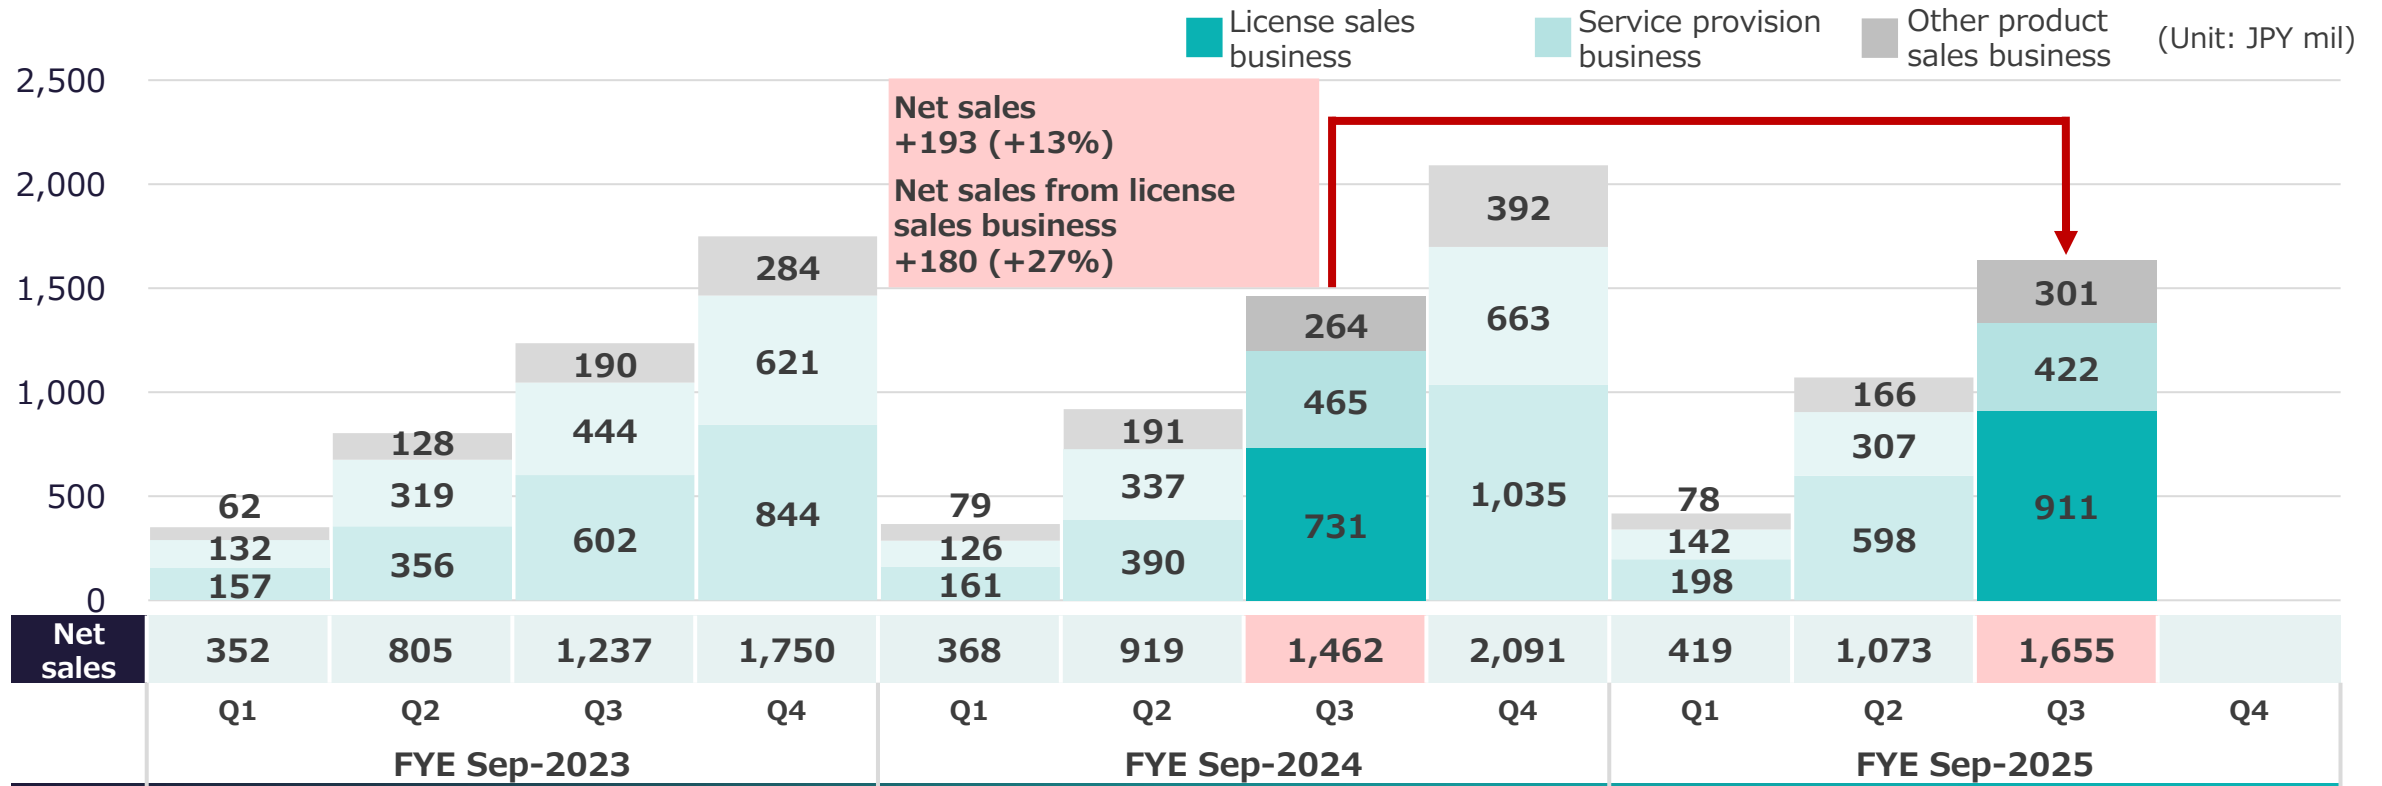 License sales
business
Service provision
business
Other product
sales business
(Unit: JPY mil)
2,500
2,000
1,500
1,000
500
0
Net sales
+193 (+13%)
Net sales from license
sales business
+180 (+27%)
62
132
157
128
319
356
190
444
602
284
621
844
79
126
161
191
337
390
264
465
731
392
663
1,035
78
142
198
166
307
598
301
422
911
Net
sales
352 805 1,237 1,750 368 919 1,462 2,091 419 1,073 1,655
Q1 Q2 Q3 Q4 Q1 Q2 Q3 Q4 Q1 Q2 Q3 Q4
FYE Sep-2023 FYE Sep-2024 FYE Sep-2025